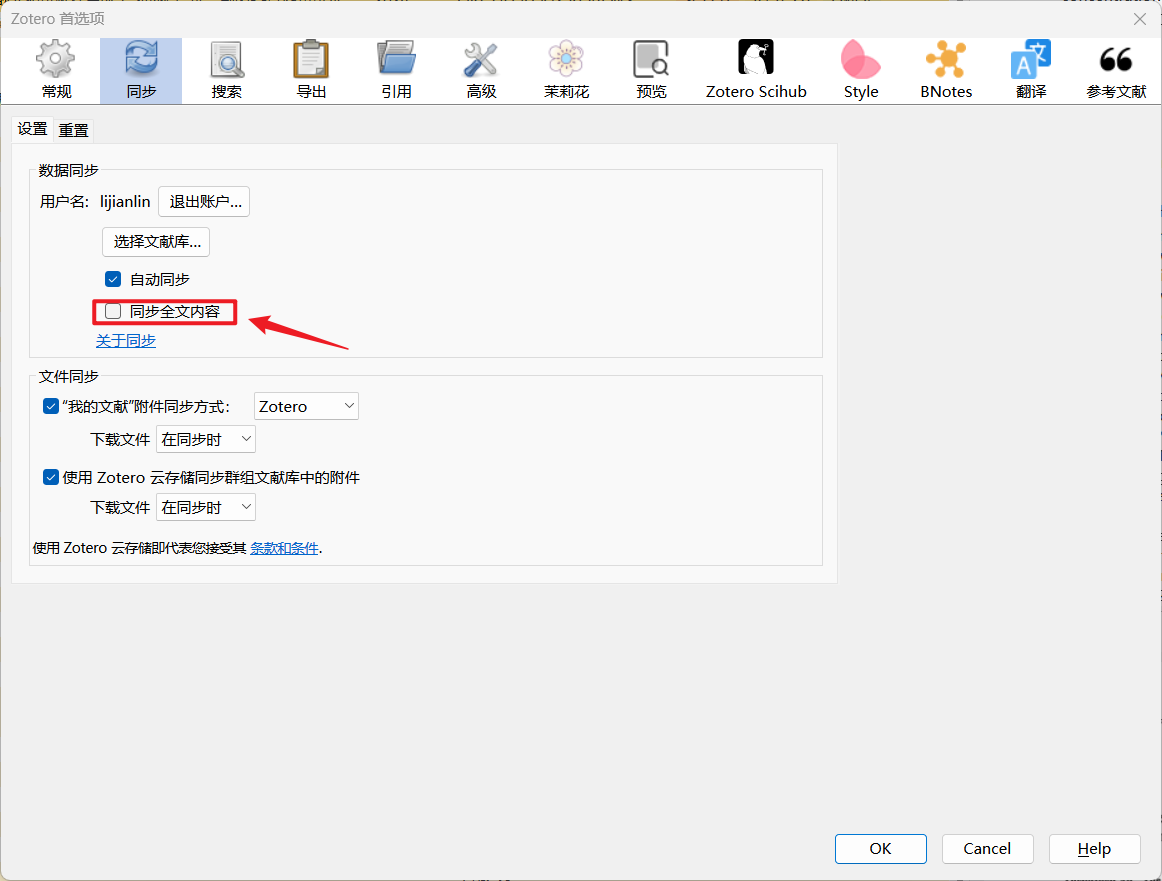 Zotero 首选项
常规 同步 搜索 导出 引用 高级 茉莉花 预览 Zotero Scihub Style BNotes 翻译 参考文献
设置 重置
数据同步
用户名: lijianlin 退出账户...
选择文献库...
自动同步
同步全文内容
关于同步
文件同步
“我的文献”附件同步方式: Zotero
下载文件 在同步时
使用 Zotero 云存储同步群组文献库中的附件
下载文件 在同步时
使用 Zotero 云存储即代表您接受其 条款和条件.
OK Cancel Help